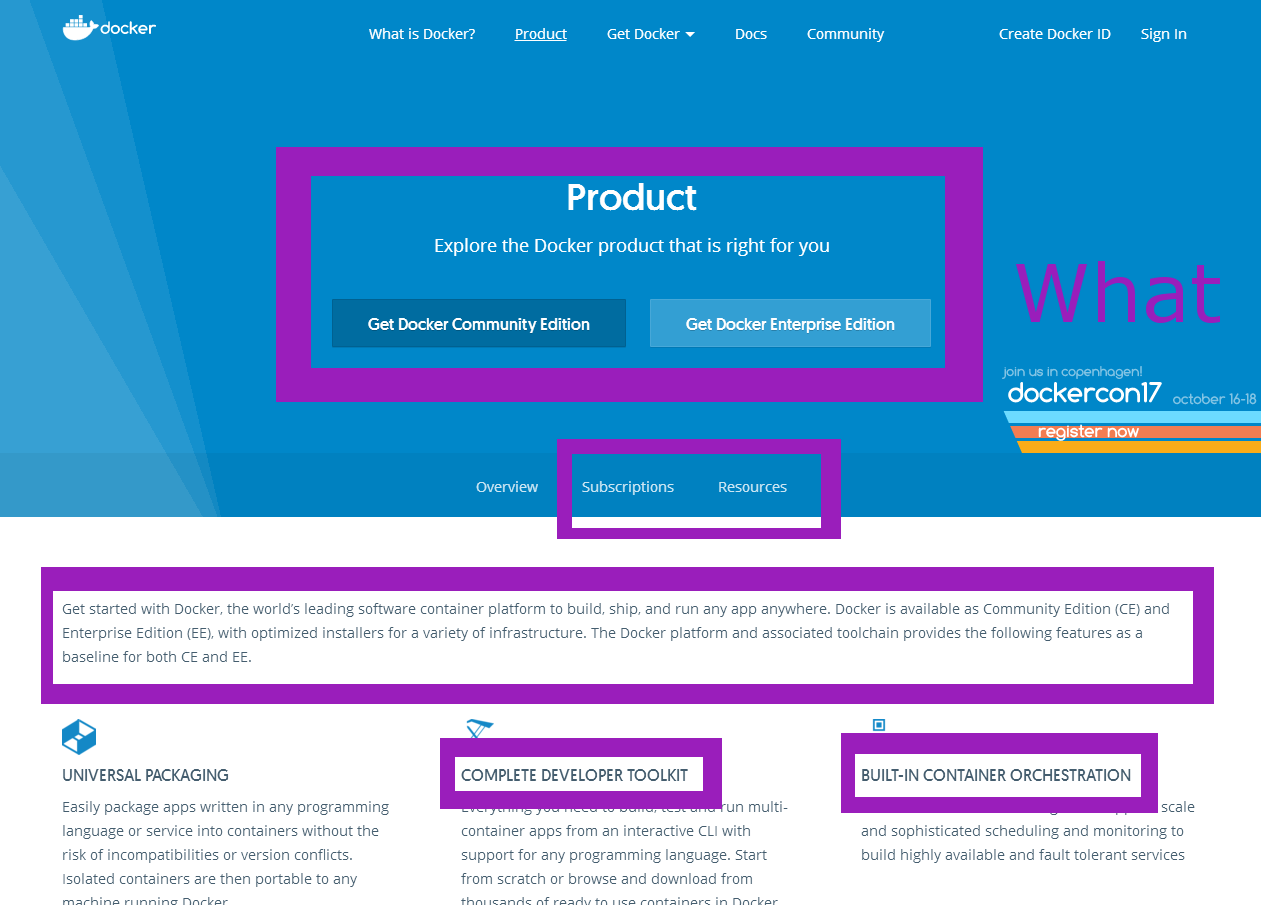 docker
What is Docker?
Product
Get Docker
Docs
Community
Create Docker ID
Sign In
Product
Explore the Docker product that is right for you
Get Docker Community Edition
Get Docker Enterprise Edition
What
join us in copenhagen!
dockercon17 october 16-18
register now
Overview
Subscriptions
Resources
Get started with Docker, the world’s leading software container platform to build, ship, and run any app anywhere. Docker is available as Community Edition (CE) and
Enterprise Edition (EE), with optimized installers for a variety of infrastructure. The Docker platform and associated toolchain provides the following features as a
baseline for both CE and EE.
UNIVERSAL PACKAGING
Easily package apps written in any programming
language or service into containers without the
risk of incompatibilities or version conflicts.
Isolated containers are then portable to any
machine running Docker.
COMPLETE DEVELOPER TOOLKIT
Everything you need to build, test and run multi-
container apps from an interactive CLI with
support for any programming language. Start
from scratch or browse and download from
thousands of ready to use containers in Docker
BUILT-IN CONTAINER ORCHESTRATION
scale
and sophisticated scheduling and monitoring to
build highly available and fault tolerant services